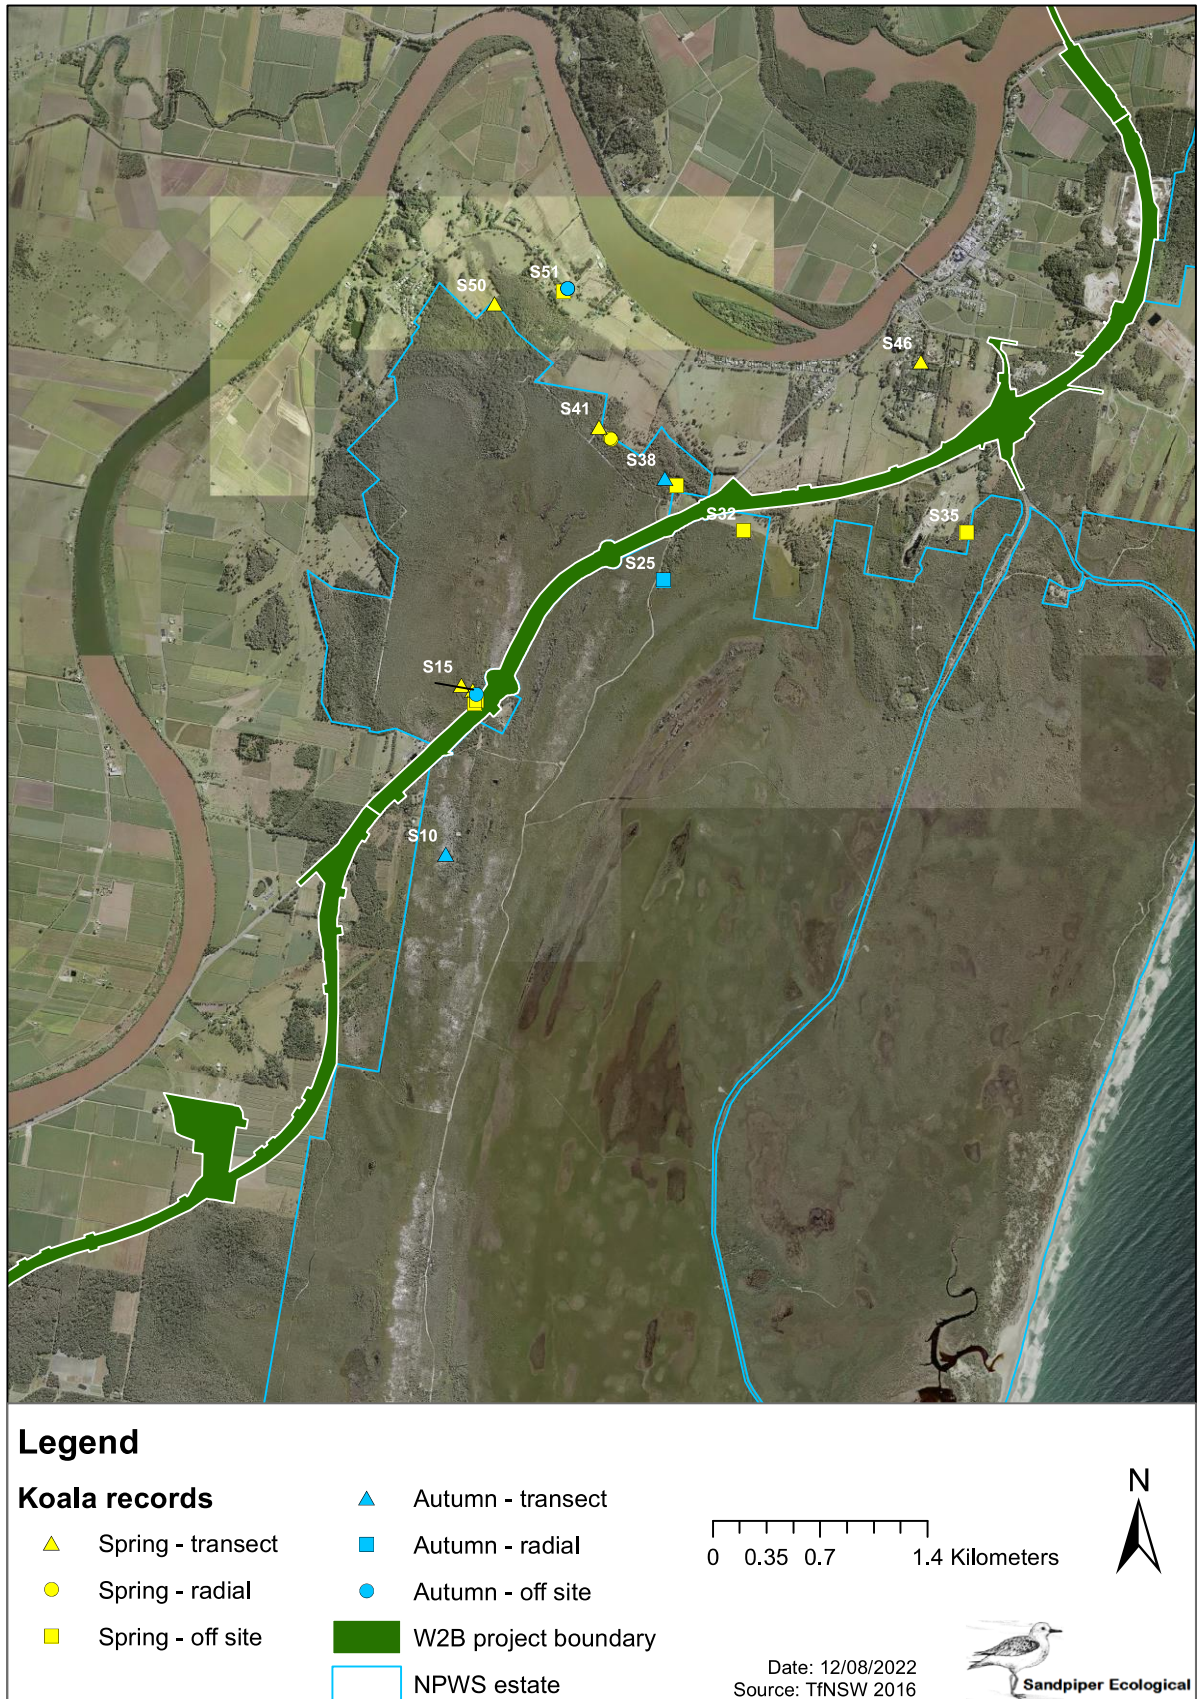 S50
S51
S46
S41
S38
S32
S35
S25
S15
S10
Legend
Koala records
Spring - transect
Spring - radial
Spring - off site
Autumn - transect
Autumn - radial
Autumn - off site
W2B project boundary
NPWS estate
0 0.35 0.7 1.4 Kilometers
N
Date: 12/08/2022
Source: TfNSW 2016
Sandpiper Ecological